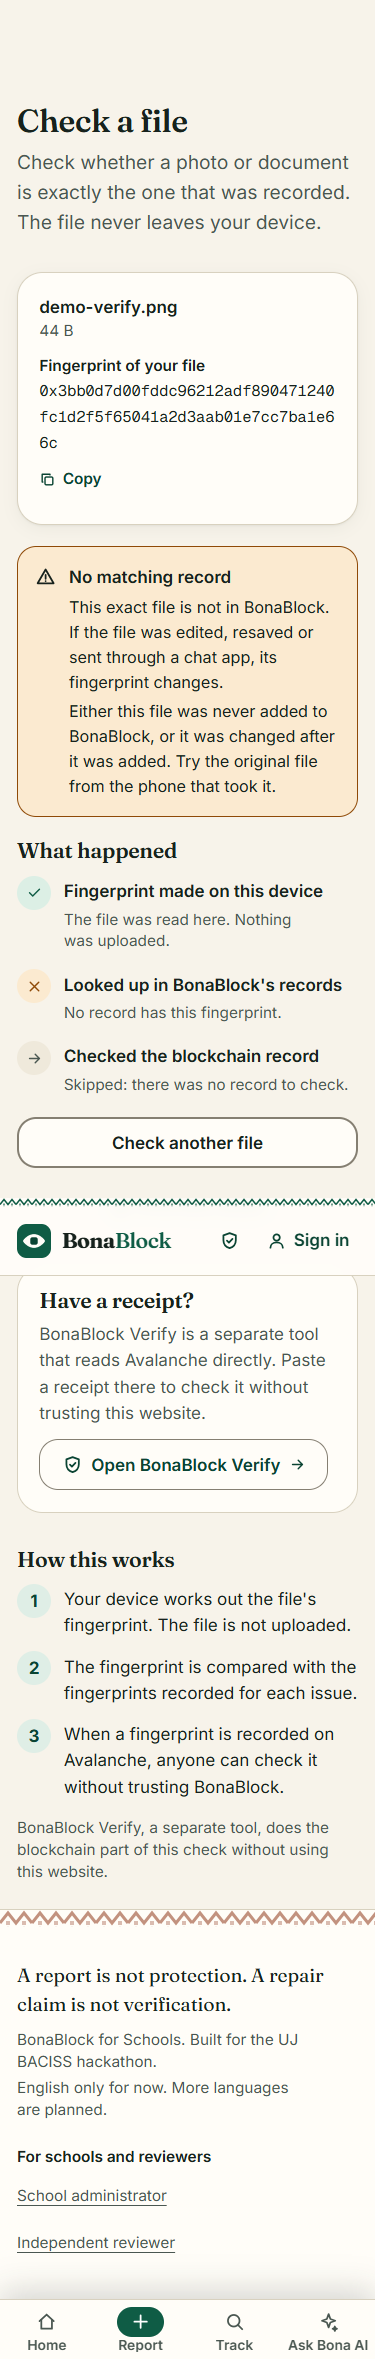 Check a file
Check whether a photo or document
is exactly the one that was recorded.
The file never leaves your device.
demo-verify.png
44 B
Fingerprint of your file
0x3bb0d7d00fddc96212adf890471240
fc1d2f5f65041a2d3aab01e7cc7ba1e6
6c
Copy
No matching record
This exact file is not in BonaBlock.
If the file was edited, resaved or
sent through a chat app, its
fingerprint changes.
Either this file was never added to
BonaBlock, or it was changed after
it was added. Try the original file
from the phone that took it.
What happened
Fingerprint made on this device
The file was read here. Nothing
was uploaded.
Looked up in BonaBlock's records
No record has this fingerprint.
Checked the blockchain record
Skipped: there was no record to check.
Check another file
BonaBlock
Sign in
Have a receipt?
BonaBlock Verify is a separate tool
that reads Avalanche directly. Paste
a receipt there to check it without
trusting this website.
Open BonaBlock Verify →
How this works
1 Your device works out the file's
fingerprint. The file is not uploaded.
2 The fingerprint is compared with the
fingerprints recorded for each issue.
3 When a fingerprint is recorded on
Avalanche, anyone can check it
without trusting BonaBlock.
BonaBlock Verify, a separate tool, does the
blockchain part of this check without using
this website.
A report is not protection. A repair
claim is not verification.
BonaBlock for Schools. Built for the UJ
BACISS hackathon.
English only for now. More languages
are planned.
For schools and reviewers
School administrator
Independent reviewer
Home
Report
Track
Ask Bona AI